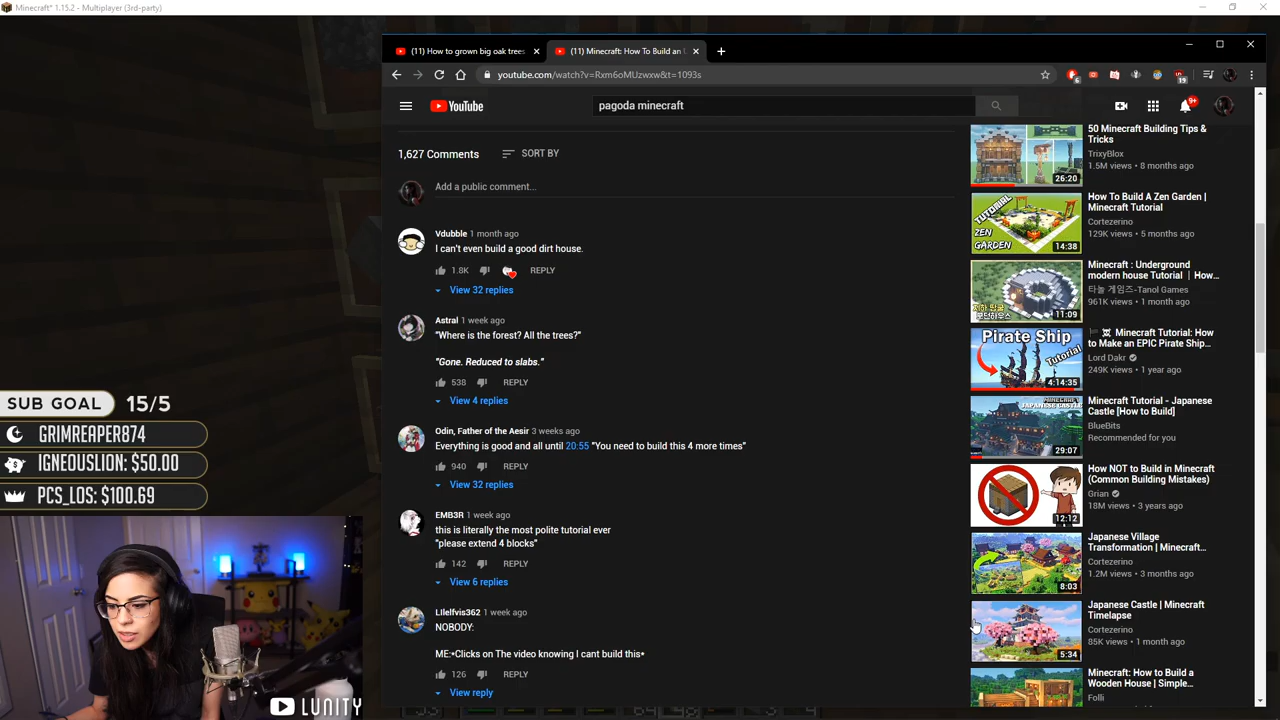 Minecraft* 1.15.2 - Multiplayer (3rd-party)
(11) How to grown big oak trees
(11) Minecraft: How To Build an
youtube.com/watch?v=Rxm6oMUzwxw&t=1093s
6
19
YouTube
pagoda minecraft
9+
1,627 Comments
SORT BY
Add a public comment...
Vdubble 1 month ago
I can't even build a good dirt house.
1.8K
REPLY
View 32 replies
Astral 1 week ago
"Where is the forest? All the trees?"
"Gone. Reduced to slabs."
538
REPLY
View 4 replies
Odin, Father of the Aesir 3 weeks ago
Everything is good and all until 20:55 "You need to build this 4 more times"
940
REPLY
View 32 replies
EMB3R 1 week ago
this is literally the most polite tutorial ever
"please extend 4 blocks"
142
REPLY
View 6 replies
LIlelfvis362 1 week ago
NOBODY:
ME:*Clicks on The video knowing I cant build this*
126
REPLY
View reply
26:20
50 Minecraft Building Tips &
Tricks
TrixyBlox
1.5M views • 8 months ago
TUTORIAL
ZEN
GARDEN
14:38
How To Build A Zen Garden |
Minecraft Tutorial
Cortezerino
129K views • 5 months ago
11:09
Minecraft : Underground
modern house Tutorial | How...
타놀 게임즈-Tanol Games
961K views • 1 month ago
Pirate Ship
Tutorial
4:14:35
Minecraft Tutorial: How
to Make an EPIC Pirate Ship...
Lord Dakr
249K views • 1 year ago
MINECRAFT
JAPANESE
CASTLE
29:07
Minecraft Tutorial - Japanese
Castle [How to Build]
BlueBits
Recommended for you
12:12
How NOT to Build in Minecraft
(Common Building Mistakes)
Grian
18M views • 3 years ago
8:03
Japanese Village
Transformation | Minecraft...
Cortezerino
1.2M views • 3 months ago
5:34
Japanese Castle | Minecraft
Timelapse
Cortezerino
85K views • 1 month ago
Minecraft: How to Build a
Wooden House | Simple...
Folli
SUB GOAL 15/5
GRIMREAPER874
IGNEOUSLION: $50.00
PCS_LOS: $100.69
LUNITY